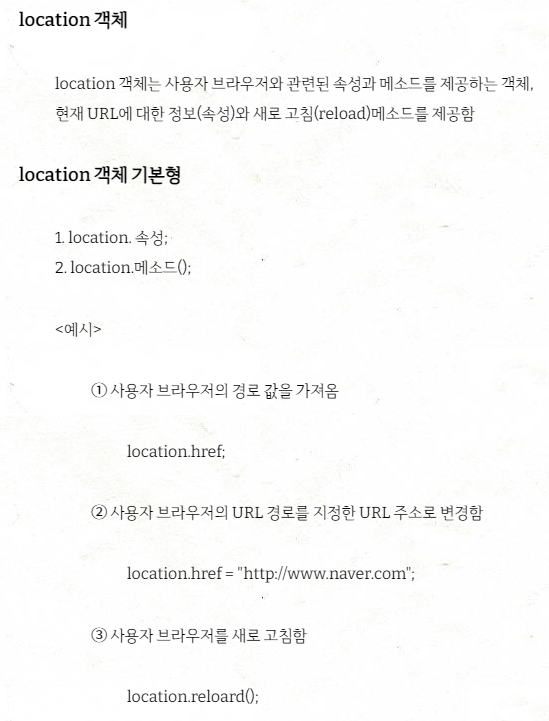 location 객체
location 객체는 사용자 브라우저와 관련된 속성과 메소드를 제공하는 객체,
현재 URL에 대한 정보(속성)와 새로 고침(reload)메소드를 제공함
location 객체 기본형
1. location. 속성;
2. location.메소드();
<예시>
① 사용자 브라우저의 경로 값을 가져옴
location.href;
② 사용자 브라우저의 URL 경로를 지정한 URL 주소로 변경함
location.href = "http://www.naver.com";
③ 사용자 브라우저를 새로 고침함
location.reloard();